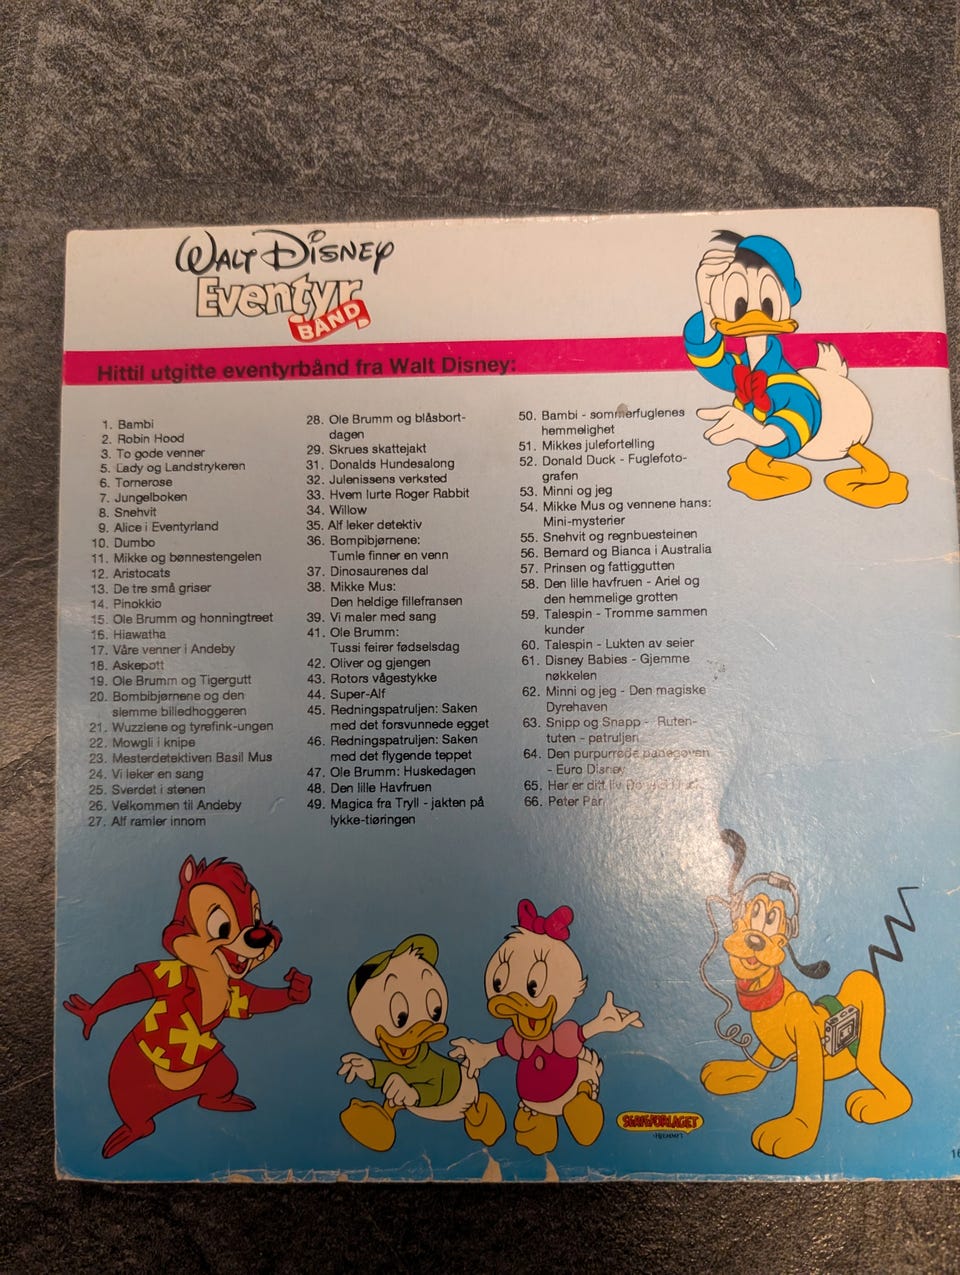 WALT DISNEY
Eventyr
BÅND
Hittil utgitte eventyrbånd fra Walt Disney:
1. Bambi
2. Robin Hood
3. To gode venner
5. Lady og Landstrykeren
6. Tornerose
7. Jungelboken
8. Snehvit
9. Alice i Eventyrland
10. Dumbo
11. Mikke og bønnestengelen
12. Aristocats
13. De tre små griser
14. Pinokkio
15. Ole Brumm og honningtreet
16. Hiawatha
17. Våre venner i Andeby
18. Askepott
19. Ole Brumm og Tigergutt
20. Bombibjørnene og den
slemme billedhoggeren
21. Wuzziene og tyrefink-ungen
22. Mowgli i knipe
23. Mesterdetektiven Basil Mus
24. Vi leker en sang
25. Sverdet i stenen
26. Velkommen til Andeby
27. Alf ramler innom
28. Ole Brumm og blåsbort-
dagen
29. Skrues skattejakt
31. Donalds Hundesalong
32. Julenissens verksted
33. Hvem lurte Roger Rabbit
34. Willow
35. Alf leker detektiv
36. Bompibjørnene:
Tumle finner en venn
37. Dinosaurenes dal
38. Mikke Mus:
Den heldige fillefransen
39. Vi maler med sang
41. Ole Brumm:
Tussi feirer fødselsdag
42. Oliver og gjengen
43. Rotors vågestykke
44. Super-Alf
45. Redningspatruljen: Saken
med det forsvunnede egget
46. Redningspatruljen: Saken
med det flygende teppet
47. Ole Brumm: Huskedagen
48. Den lille Havfruen
49. Magica fra Tryll - jakten på
lykke-tiøringen
50. Bambi - sommerfuglenes
hemmelighet
51. Mikkes julefortelling
52. Donald Duck - Fuglefoto-
grafen
53. Minni og jeg
54. Mikke Mus og vennene hans:
Mini-mysterier
55. Snehvit og regnbuesteinen
56. Bernard og Bianca i Australia
57. Prinsen og fattiggutten
58. Den lille havfruen - Ariel og
den hemmelige grotten
59. Talespin - Tromme sammen
kunder
60. Talespin - Lukten av seier
61. Disney Babies - Gjemme
nøkkelen
62. Minni og jeg - Den magiske
Dyrehaven
63. Snipp og Snapp - Ruten-
tuten - patruljen
64. Den purpurrøde
- Euro Disney
65. Her er ditt liv
66. Peter Pan
SERIEFORLAGET
16